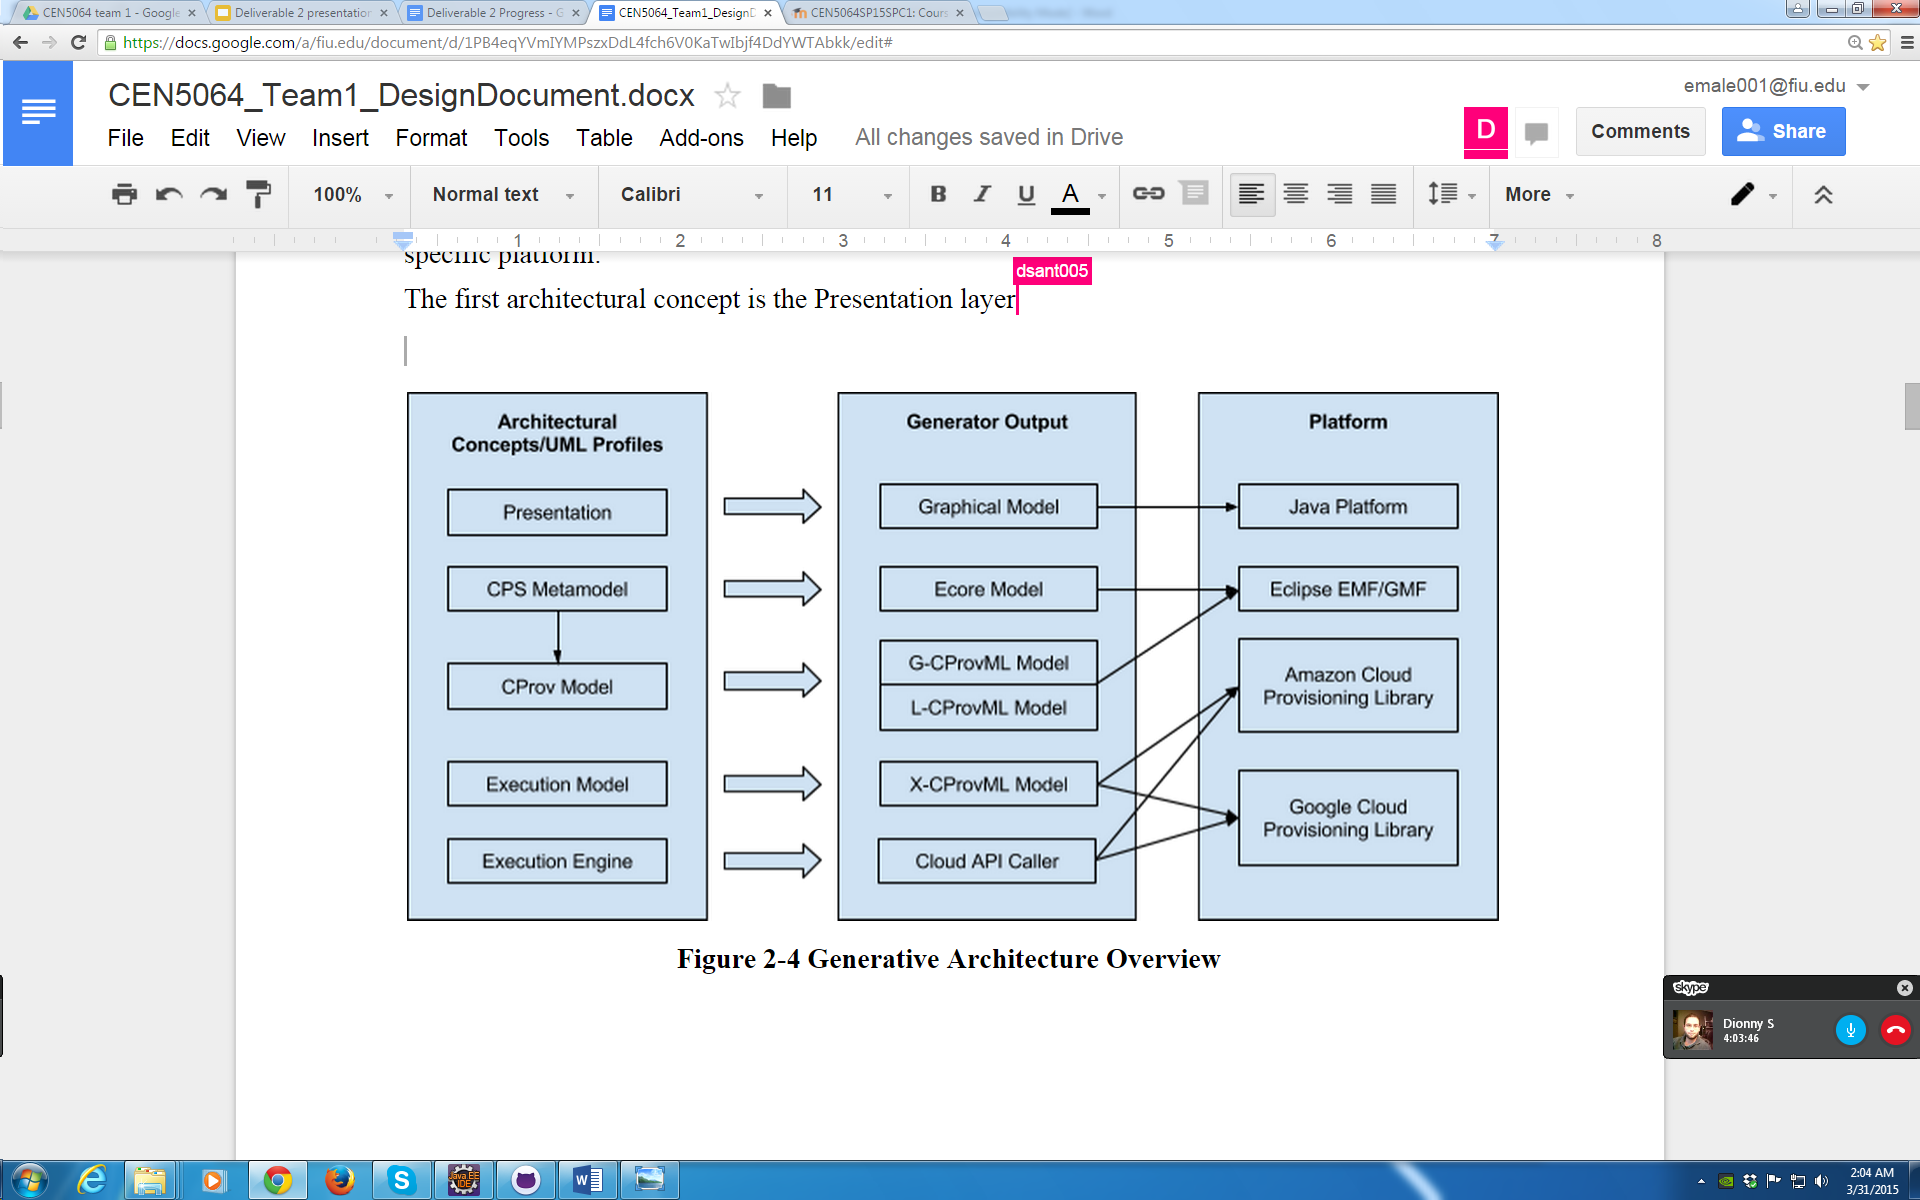 CEN5064 team 1 - Google
Deliverable 2 presentation
Deliverable 2 Progress - G
CEN5064_Team1_DesignD
CEN5064SP15SPC1: Cours
https://docs.google.com/a/fiu.edu/document/d/1PB4eqYVmIYMPszxDdL4fch6V0KaTwIbjf4DdYWTAbkk/edit#
CEN5064_Team1_DesignDocument.docx
emale001@fiu.edu
File Edit View Insert Format Tools Table Add-ons Help All changes saved in Drive
D
Comments
Share
100% Normal text Calibri 11 B I U A More
1 2 3 4 5 6 7 8
specific platform.
dsant005
The first architectural concept is the Presentation layer
Architectural
Concepts/UML Profiles
Presentation
CPS Metamodel
CProv Model
Execution Model
Execution Engine
Generator Output
Graphical Model
Ecore Model
G-CProvML Model
L-CProvML Model
X-CProvML Model
Cloud API Caller
Platform
Java Platform
Eclipse EMF/GMF
Amazon Cloud
Provisioning Library
Google Cloud
Provisioning Library
Figure 2-4 Generative Architecture Overview
skype
Dionny S
4:03:46
Java EE
IDE
2:04 AM
3/31/2015